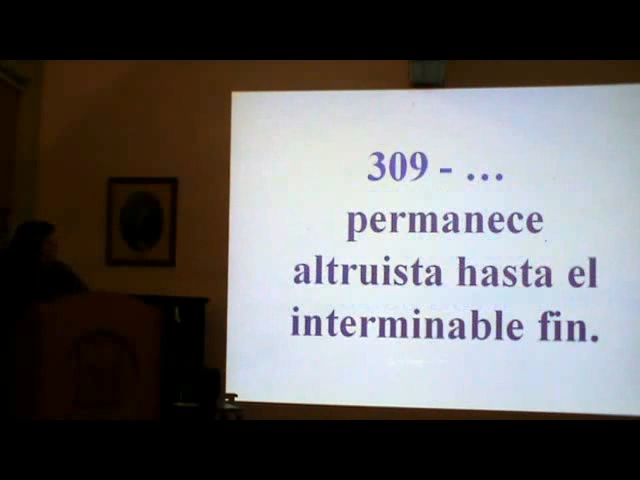 309 - ...
permanece
altruista hasta el
interminable fin.